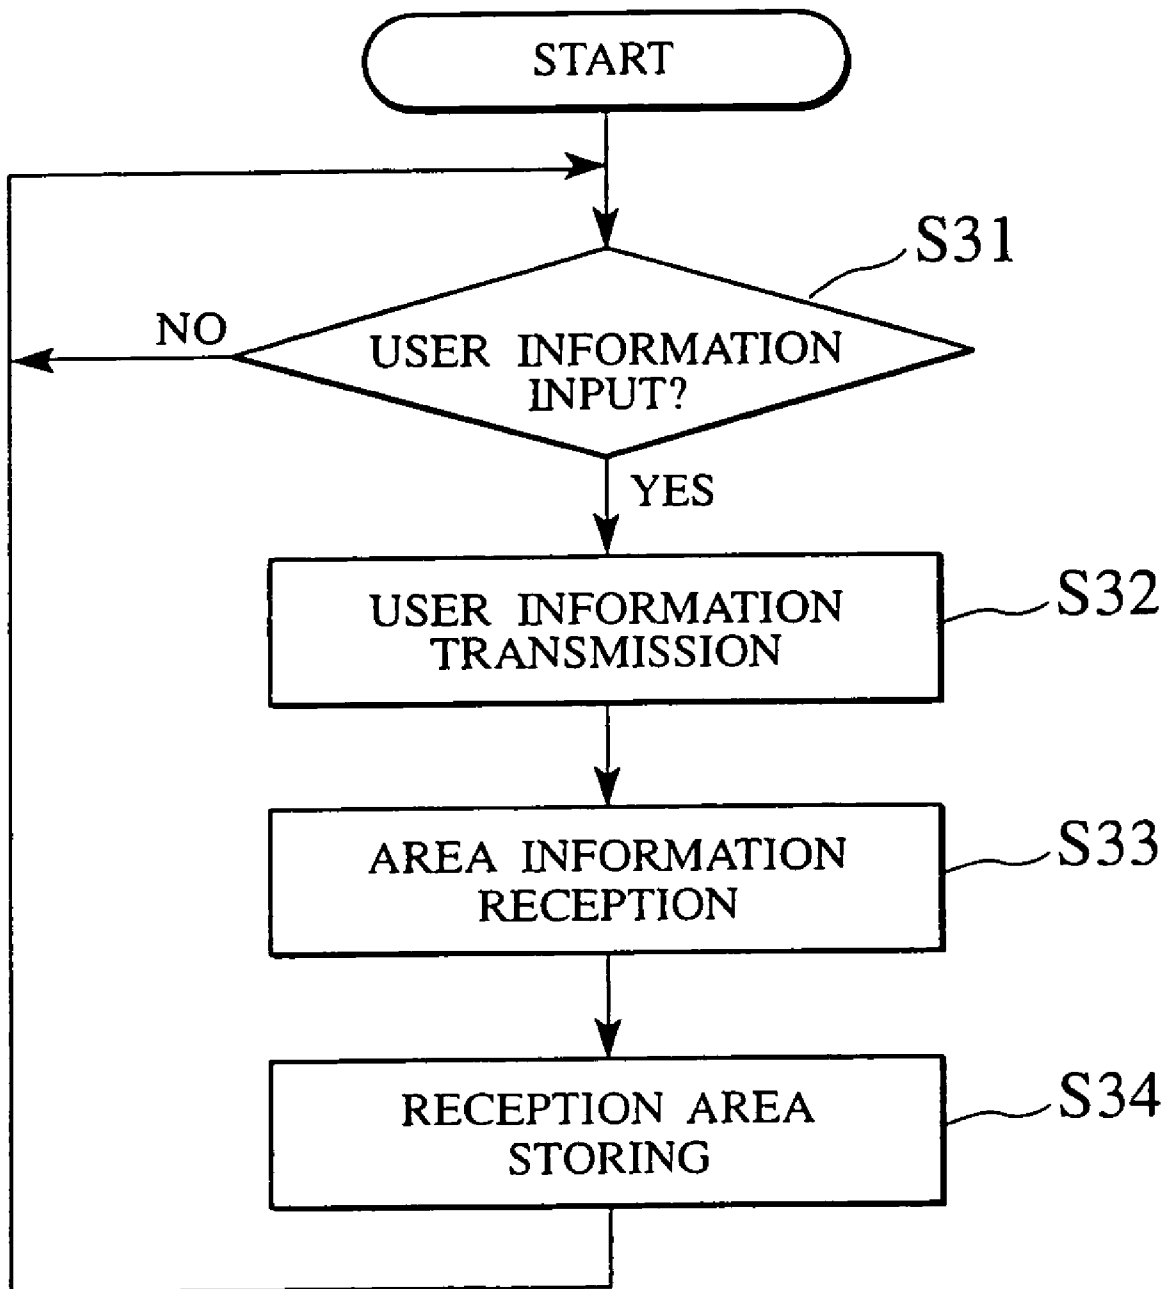 START
S31
NO
USER INFORMATION
INPUT?
YES
USER INFORMATION
TRANSMISSION
S32
AREA INFORMATION
RECEPTION
S33
RECEPTION AREA
STORING
S34